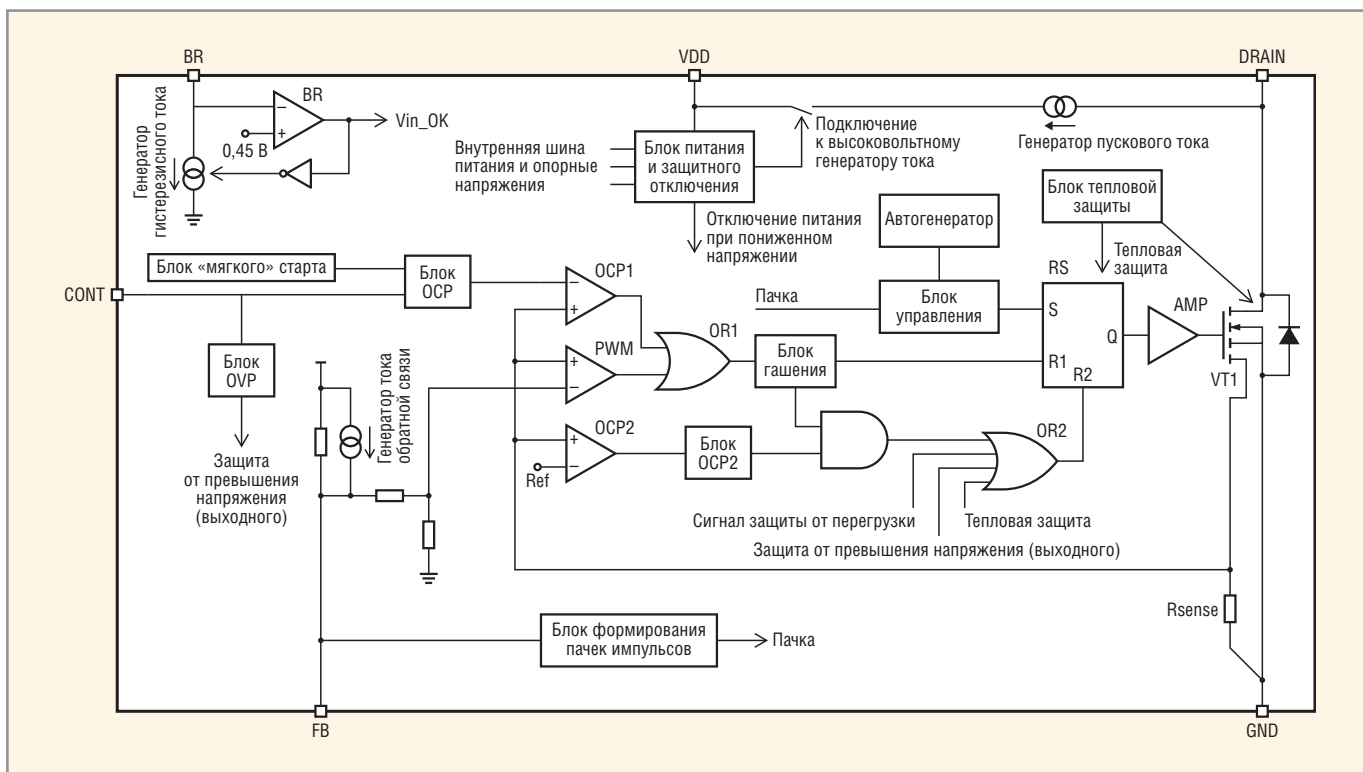 BR
VDD
DRAIN
BR
–
+
0,45 В
Vin_OK
Генератор
гистерезисного тока
Внутренняя шина
питания и опорные
напряжения
Блок питания
и защитного
отключения
Подключение
к высоковольтному
генератору тока
Генератор пускового тока
Отключение питания
при пониженном
напряжении
Автогенератор
Блок тепловой
защиты
Тепловая
защита
Блок «мягкого» старта
CONT
Блок
OCP
OCP1
–
+
Пачка
Блок
управления
RS
S
R1
R2
Q
AMP
VT1
Блок
OVP
Защита
от превышения
напряжения
(выходного)
Генератор тока
обратной связи
PWM
+
–
OR1
Блок
гашения
OCP2
+
–
Ref
Блок
OCP2
OR2
Сигнал защиты от перегрузки
Тепловая защита
Защита от превышения напряжения (выходного)
Rsense
Блок формирования
пачек импульсов
Пачка
FB
GND